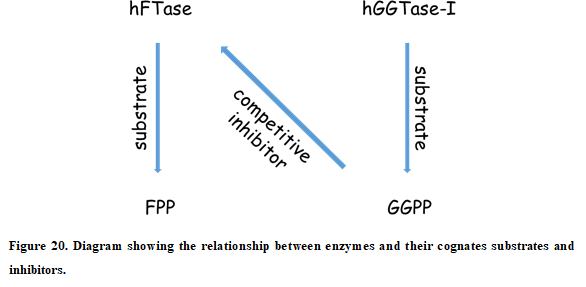 hFTase hGGTase-I
substrate
competitive
inhibitor
substrate
FPP GGPP
Figure 20. Diagram showing the relationship between enzymes and their cognates substrates and
inhibitors.